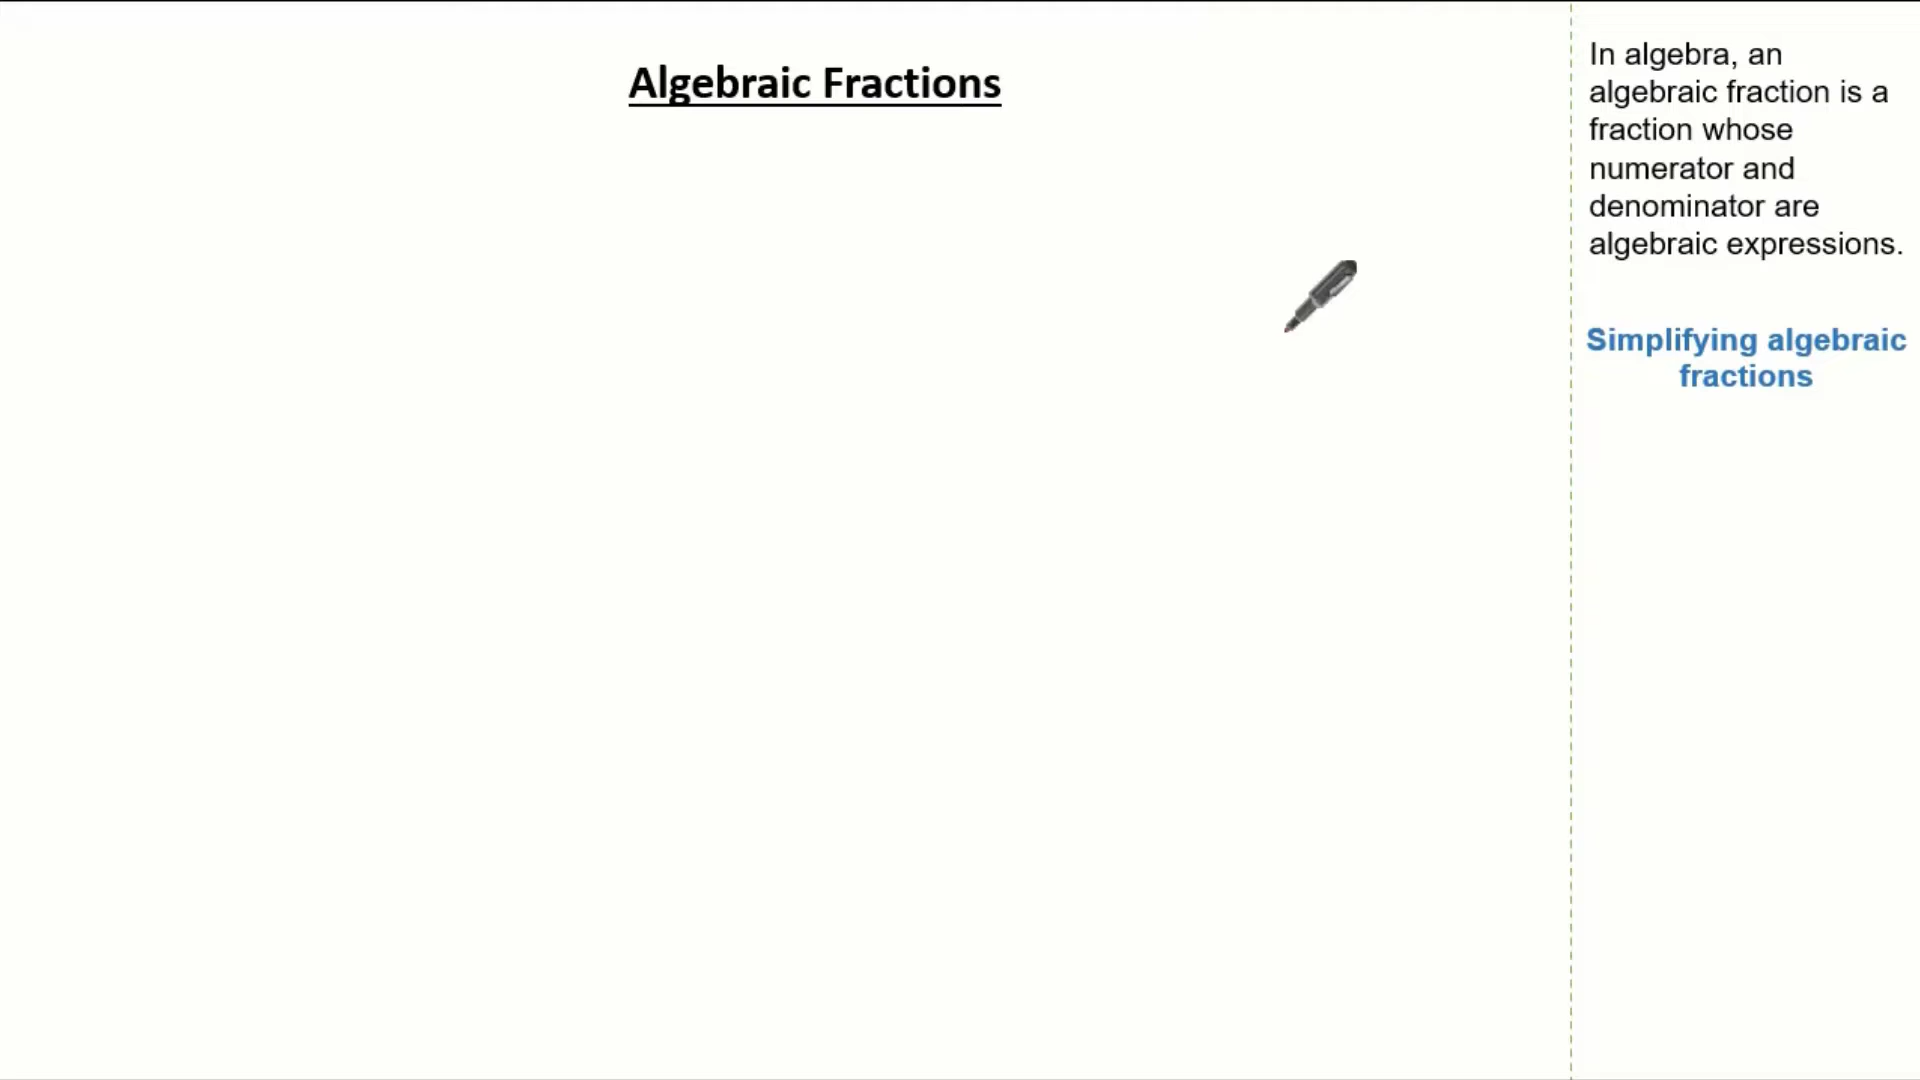 Algebraic Fractions
In algebra, an
algebraic fraction is a
fraction whose
numerator and
denominator are
algebraic expressions.
Simplifying algebraic
fractions